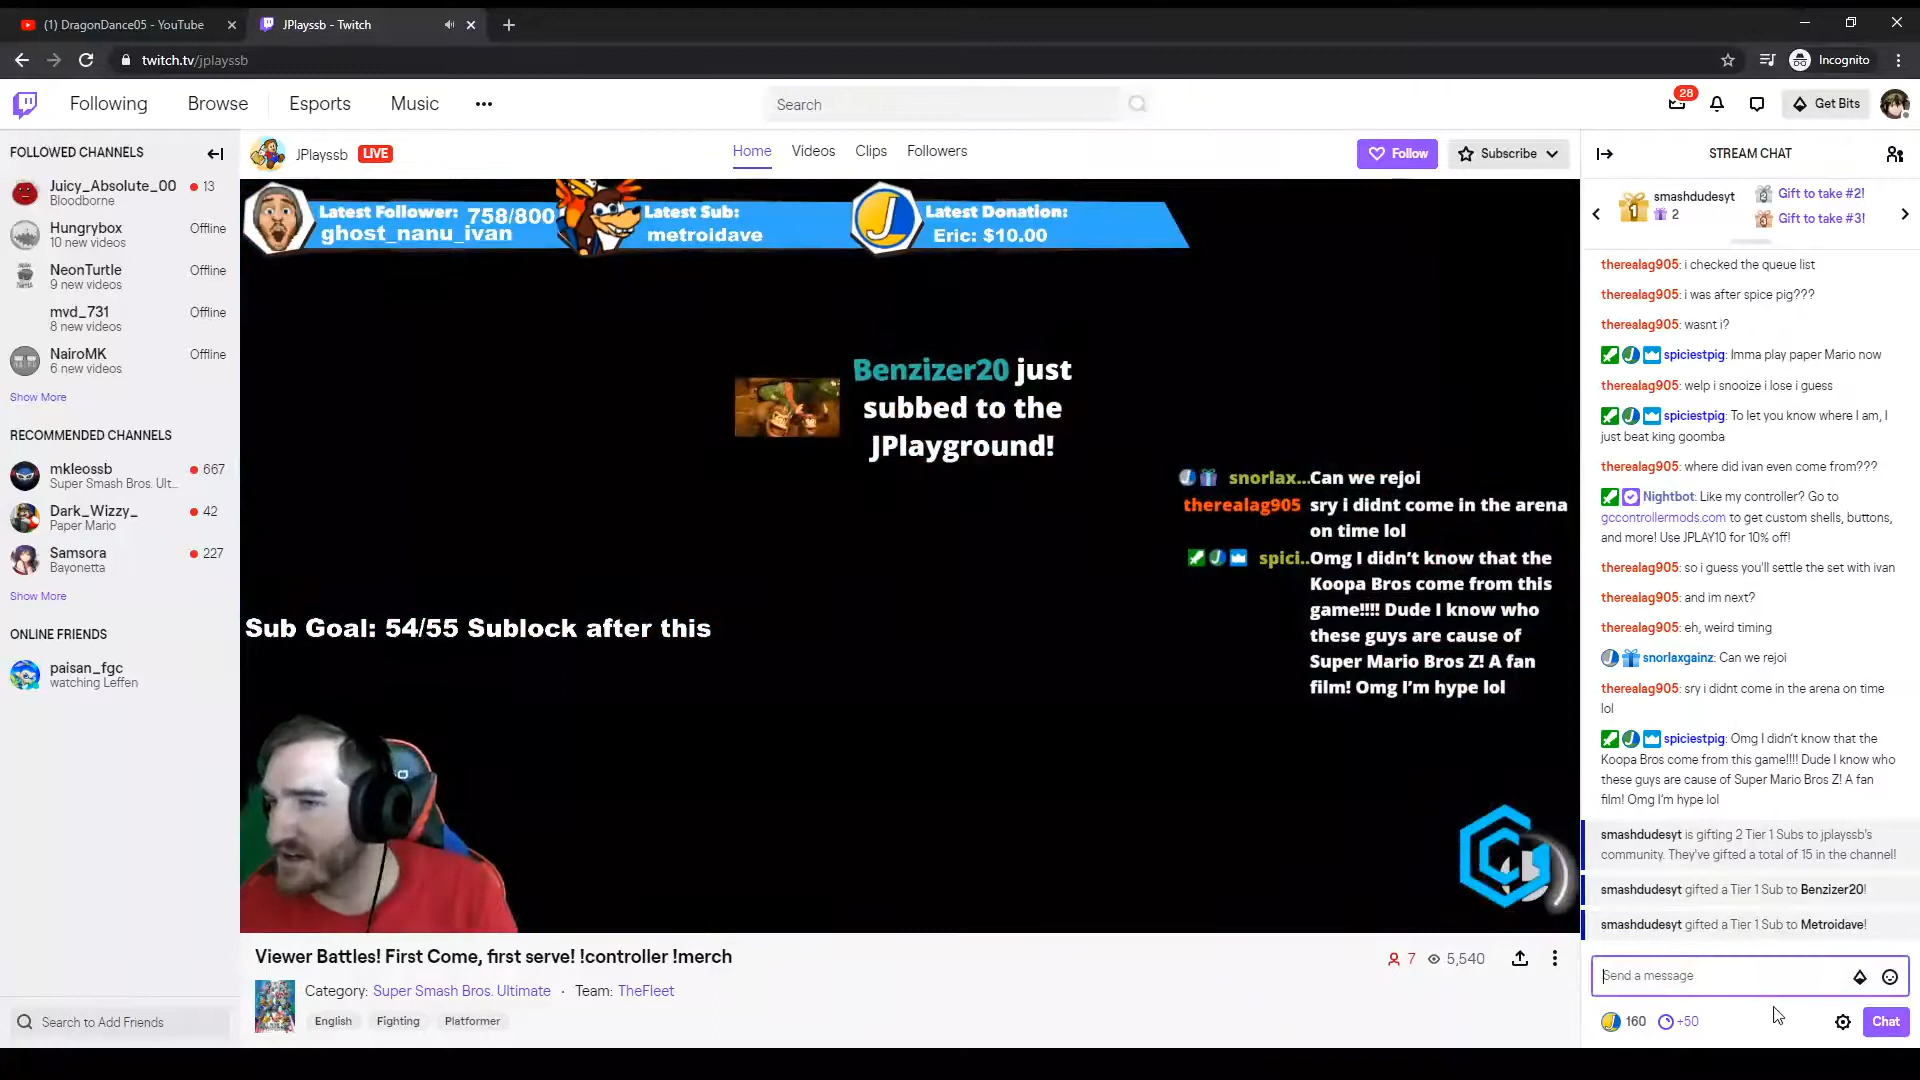 (1) DragonDance05 - YouTube
JPlayssb - Twitch
twitch.tv/jplayssb
Incognito
Following
Browse
Esports
Music
Search
28
Get Bits
FOLLOWED CHANNELS
Juicy_Absolute_00
13
Bloodborne
Hungrybox
Offline
10 new videos
NeonTurtle
Offline
9 new videos
mvd_731
Offline
8 new videos
NairoMK
Offline
6 new videos
Show More
RECOMMENDED CHANNELS
mkleossb
667
Super Smash Bros. Ult...
Dark_Wizzy_
42
Paper Mario
Samsora
227
Bayonetta
Show More
ONLINE FRIENDS
paisan_fgc
watching Leffen
Search to Add Friends
JPlayssb
LIVE
Home
Videos
Clips
Followers
Follow
Subscribe
Latest Follower: 758/800
ghost_nanu_ivan
Latest Sub:
metroidave
Latest Donation:
Eric: $10.00
Benzizer20 just
subbed to the
JPlayground!
snorlax...Can we rejoi
therealag905 sry i didnt come in the arena
on time lol
spici..Omg I didn't know that the
Koopa Bros come from this
game!!!! Dude I know who
these guys are cause of
Super Mario Bros Z! A fan
film! Omg I'm hype lol
Sub Goal: 54/55 Sublock after this
Viewer Battles! First Come, first serve! !controller !merch
7
5,540
Category: Super Smash Bros. Ultimate · Team: TheFleet
English
Fighting
Platformer
STREAM CHAT
1
smashdudesyt
2
2
Gift to take #2!
3
Gift to take #3!
therealag905: i checked the queue list
therealag905: i was after spice pig???
therealag905: wasnt i?
spiciestpig: Imma play paper Mario now
therealag905: welp i snooize i lose i guess
spiciestpig: To let you know where I am, I
just beat king goomba
therealag905: where did ivan even come from???
Nightbot: Like my controller? Go to
gccontrollermods.com to get custom shells, buttons,
and more! Use JPLAY10 for 10% off!
therealag905: so i guess you'll settle the set with ivan
therealag905: and im next?
therealag905: eh, weird timing
snorlaxgainz: Can we rejoi
therealag905: sry i didnt come in the arena on time
lol
spiciestpig: Omg I didn't know that the
Koopa Bros come from this game!!!! Dude I know who
these guys are cause of Super Mario Bros Z! A fan
film! Omg I'm hype lol
smashdudesyt is gifting 2 Tier 1 Subs to jplayssb's
community. They've gifted a total of 15 in the channel!
smashdudesyt gifted a Tier 1 Sub to Benzizer20!
smashdudesyt gifted a Tier 1 Sub to Metroidave!
Send a message
160
+50
Chat